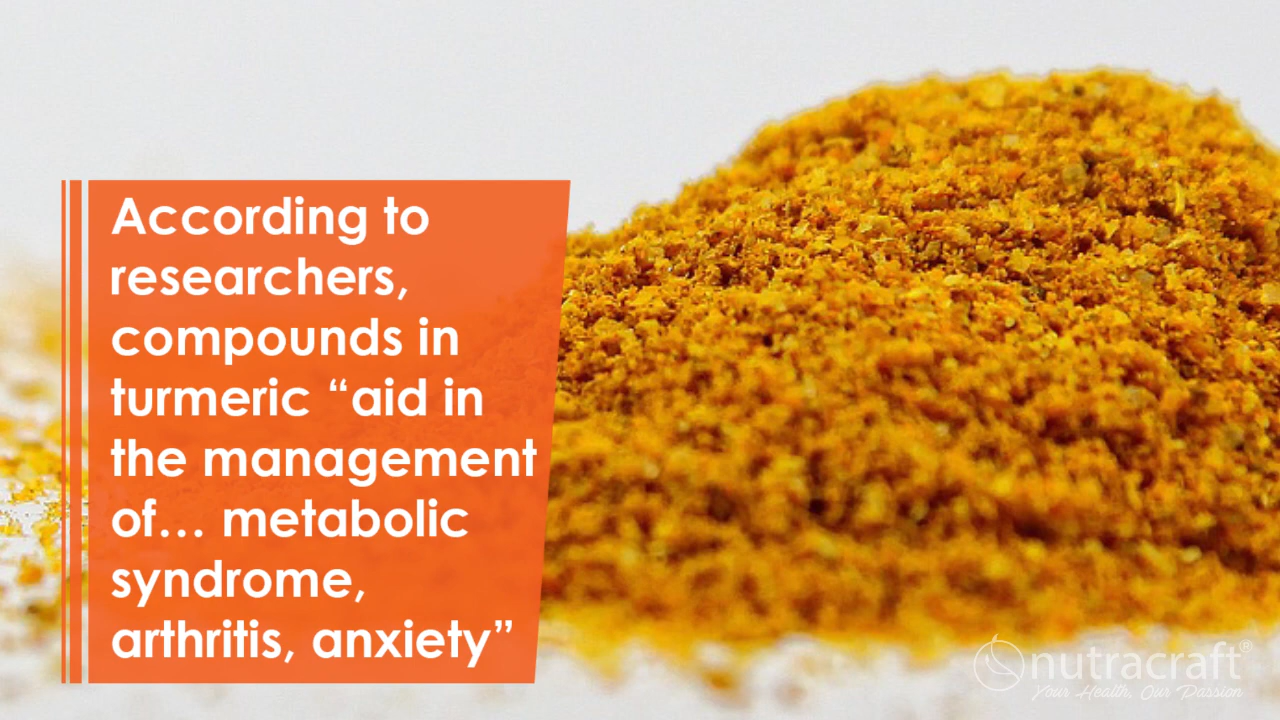 According to
researchers,
compounds in
turmeric “aid in
the management
of... metabolic
syndrome,
arthritis, anxiety”
nutracraft®
Your Health, Our Passion